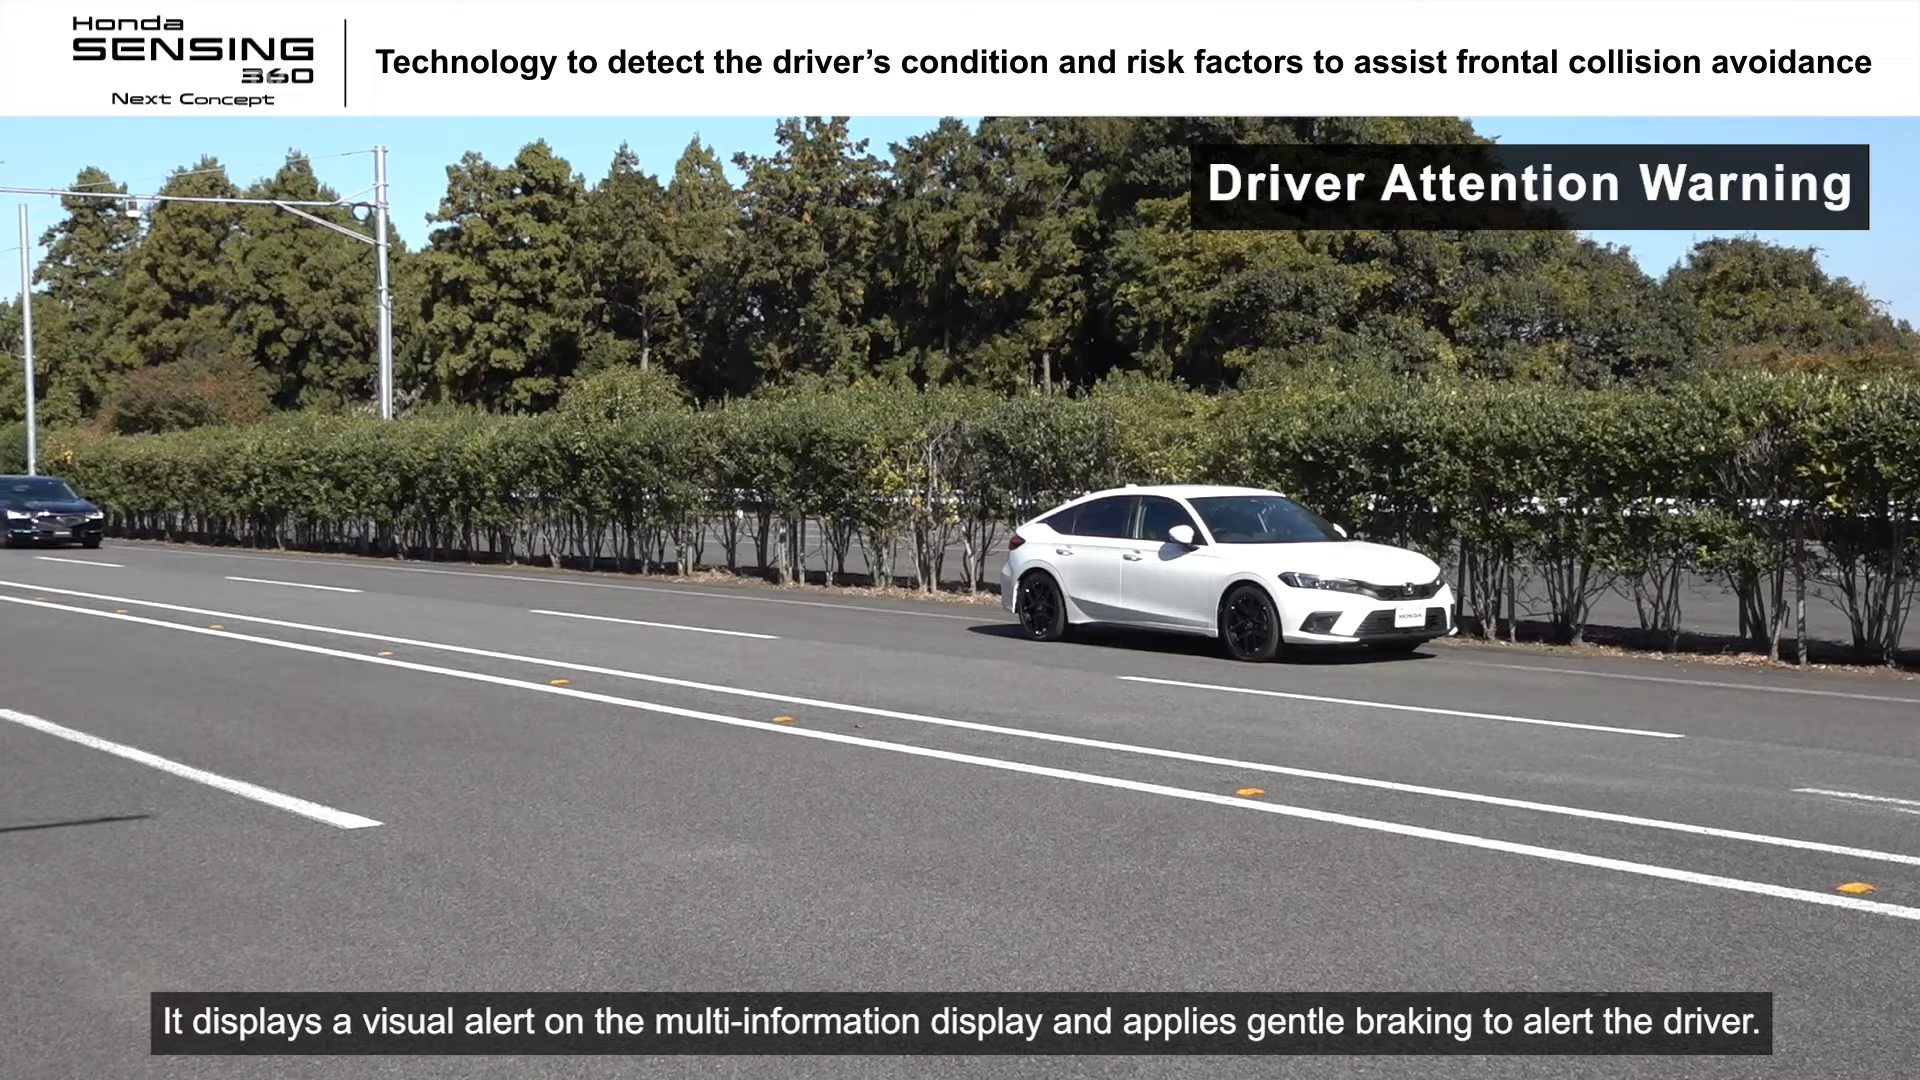 Honda
SENSING
360
Next Concept
Technology to detect the driver’s condition and risk factors to assist frontal collision avoidance
Driver Attention Warning
HONDA
It displays a visual alert on the multi-information display and applies gentle braking to alert the driver.